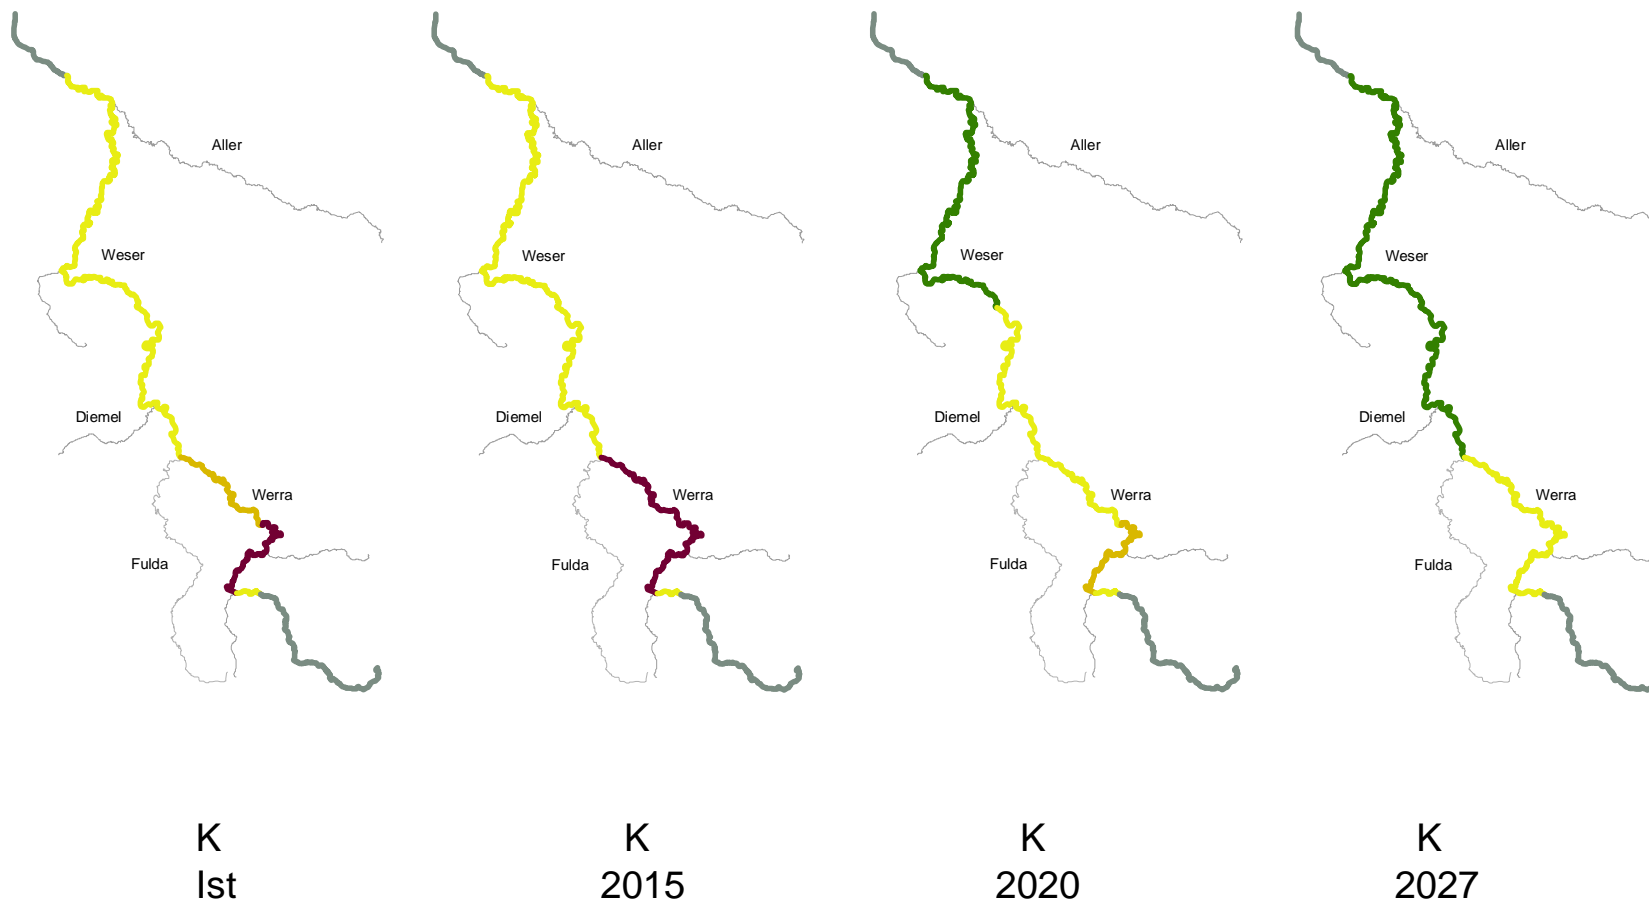 Aller
Weser
Diemel
Werra
Fulda
K
Ist
Aller
Weser
Diemel
Werra
Fulda
K
2015
Aller
Weser
Diemel
Werra
Fulda
K
2020
Aller
Weser
Diemel
Werra
Fulda
K
2027